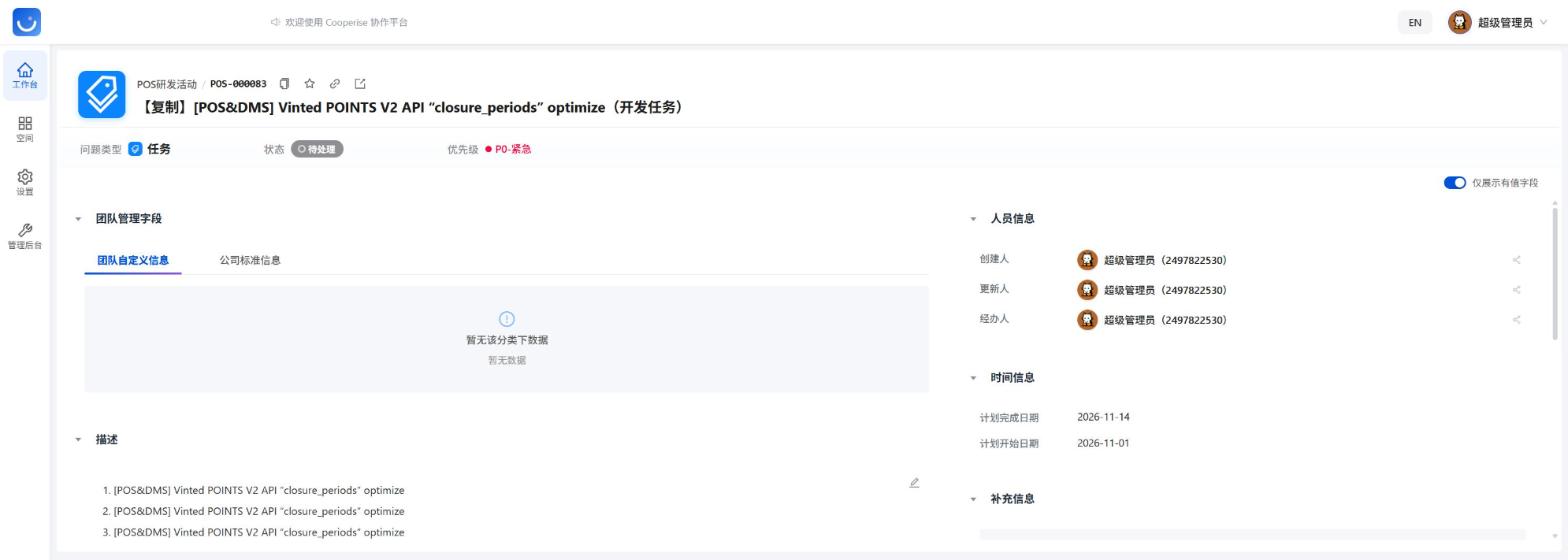 欢迎使用 Cooperise 协作平台
EN
超级管理员
工作台
空间
设置
管理后台
POS研发活动 / POS-000083
【复制】[POS&DMS] Vinted POINTS V2 API “closure_periods” optimize（开发任务）
问题类型 任务 状态 待处理 优先级 P0-紧急
仅展示有值字段
团队管理字段
团队自定义信息 公司标准信息
暂无该分类下数据
暂无数据
描述
1. [POS&DMS] Vinted POINTS V2 API “closure_periods” optimize
2. [POS&DMS] Vinted POINTS V2 API “closure_periods” optimize
3. [POS&DMS] Vinted POINTS V2 API “closure_periods” optimize
人员信息
创建人 超级管理员（2497822530）
更新人 超级管理员（2497822530）
经办人 超级管理员（2497822530）
时间信息
计划完成日期 2026-11-14
计划开始日期 2026-11-01
补充信息